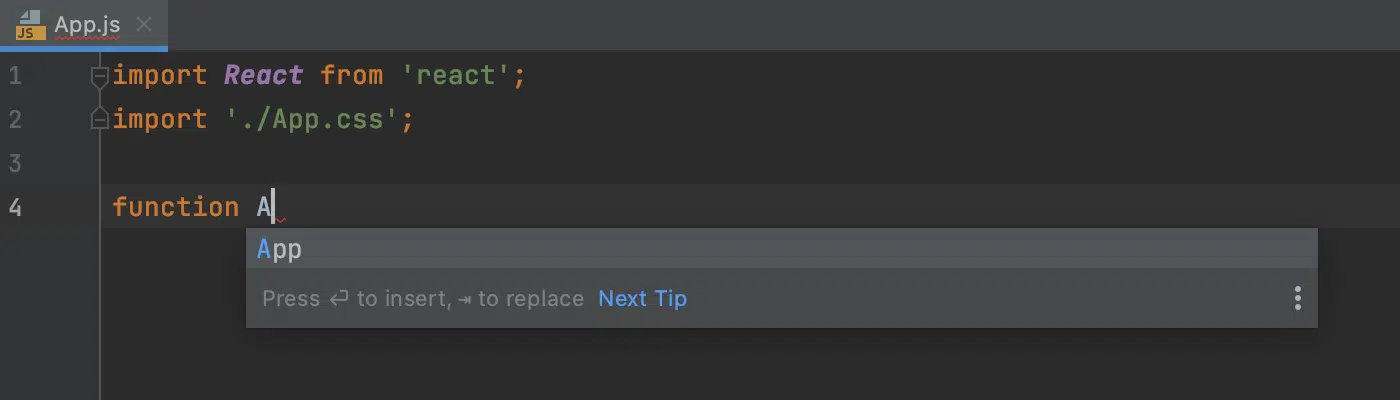 JS App.js
1 import React from 'react';
2 import './App.css';
3
4 function A
App
Press ↵ to insert, ⇥ to replace Next Tip